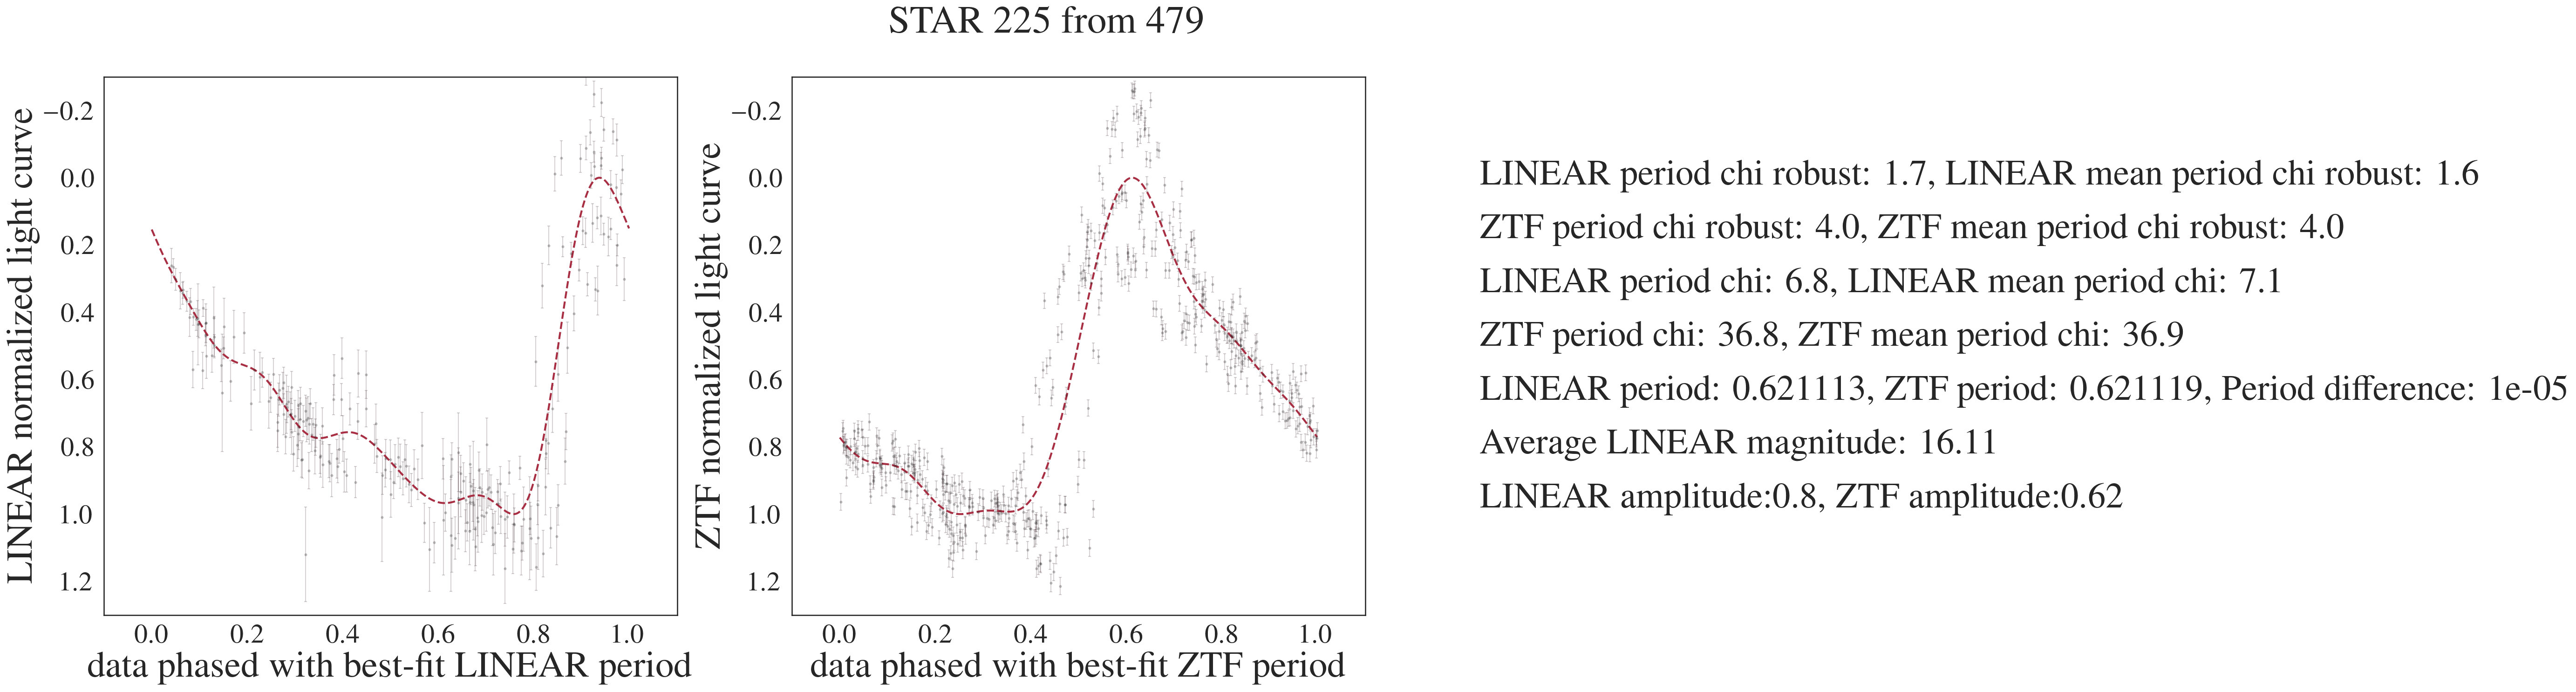 STAR 225 from 479
LINEAR normalized light curve
−0.2
0.0
0.2
0.4
0.6
0.8
1.0
1.2
0.0 0.2 0.4 0.6 0.8 1.0
data phased with best-fit LINEAR period
ZTF normalized light curve
−0.2
0.0
0.2
0.4
0.6
0.8
1.0
1.2
0.0 0.2 0.4 0.6 0.8 1.0
data phased with best-fit ZTF period
LINEAR period chi robust: 1.7, LINEAR mean period chi robust: 1.6
ZTF period chi robust: 4.0, ZTF mean period chi robust: 4.0
LINEAR period chi: 6.8, LINEAR mean period chi: 7.1
ZTF period chi: 36.8, ZTF mean period chi: 36.9
LINEAR period: 0.621113, ZTF period: 0.621119, Period difference: 1e-05
Average LINEAR magnitude: 16.11
LINEAR amplitude:0.8, ZTF amplitude:0.62